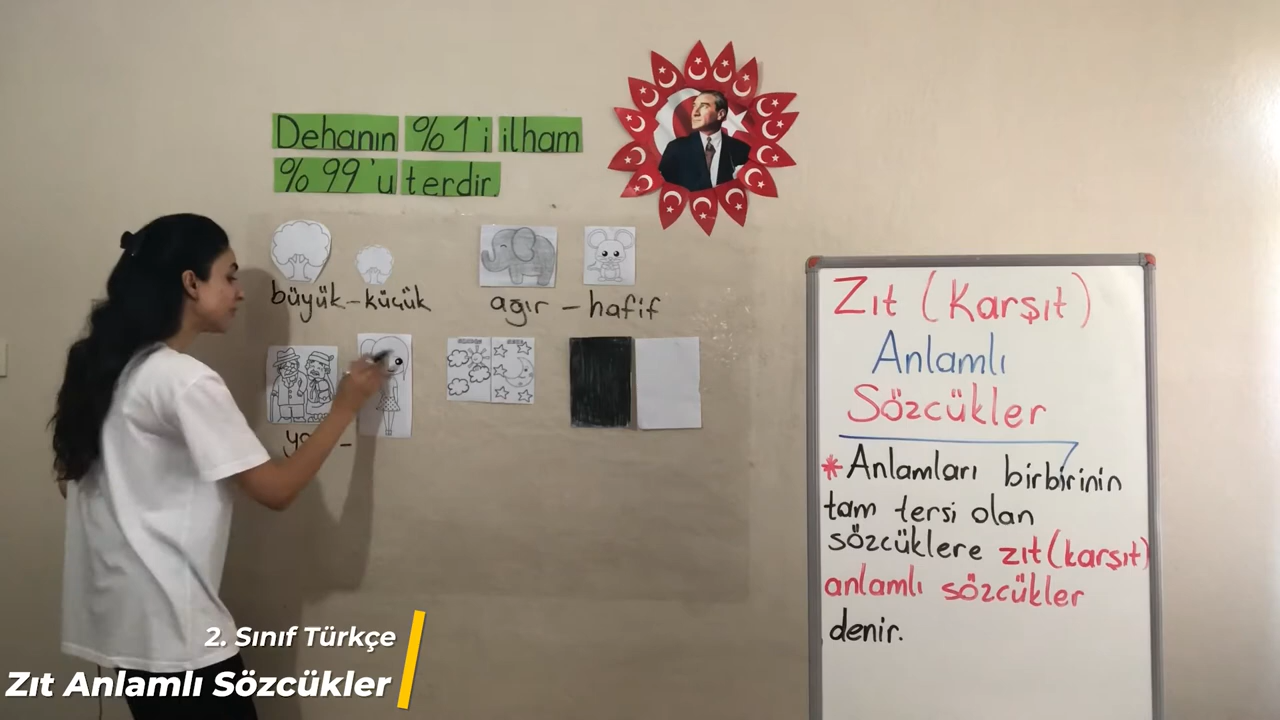 Dehanın %1'i ilham
%99'u terdir.
büyük - küçük
ağır - hafif
Zıt (Karşıt)
Anlamlı
Sözcükler
* Anlamları birbirinin
tam tersi olan
sözcüklere zıt (karşıt)
anlamlı sözcükler
denir.
2. Sınıf Türkçe
Zıt Anlamlı Sözcükler